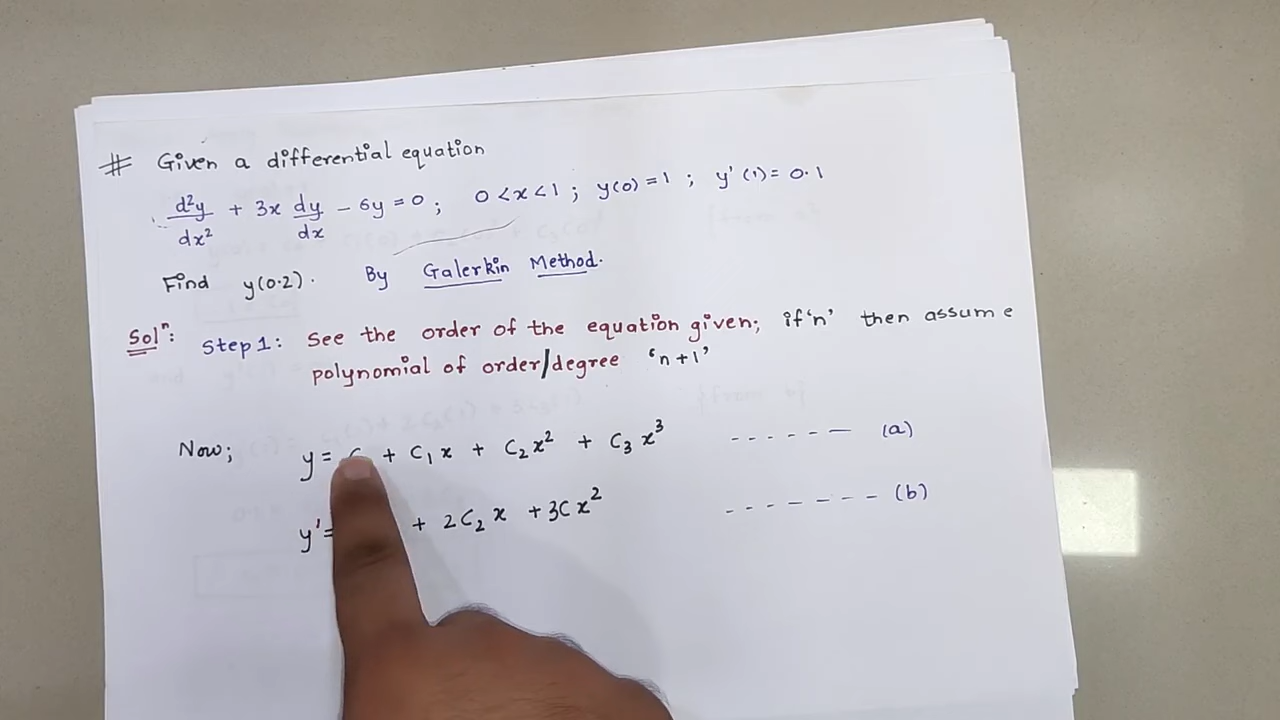 # Given a differential equation
d²y/dx² + 3x dy/dx - 6y = 0 ; 0 < x < 1 ; y(0) = 1 ; y'(1) = 0.1
Find y(0.2). By Galerkin Method.
Solⁿ: Step 1: See the order of the equation given; if 'n' then assume
polynomial of order/degree 'n+1'
Now; y = C + C₁x + C₂x² + C₃x³ ------ (a)
y' = + 2C₂x + 3Cx² ------- (b)